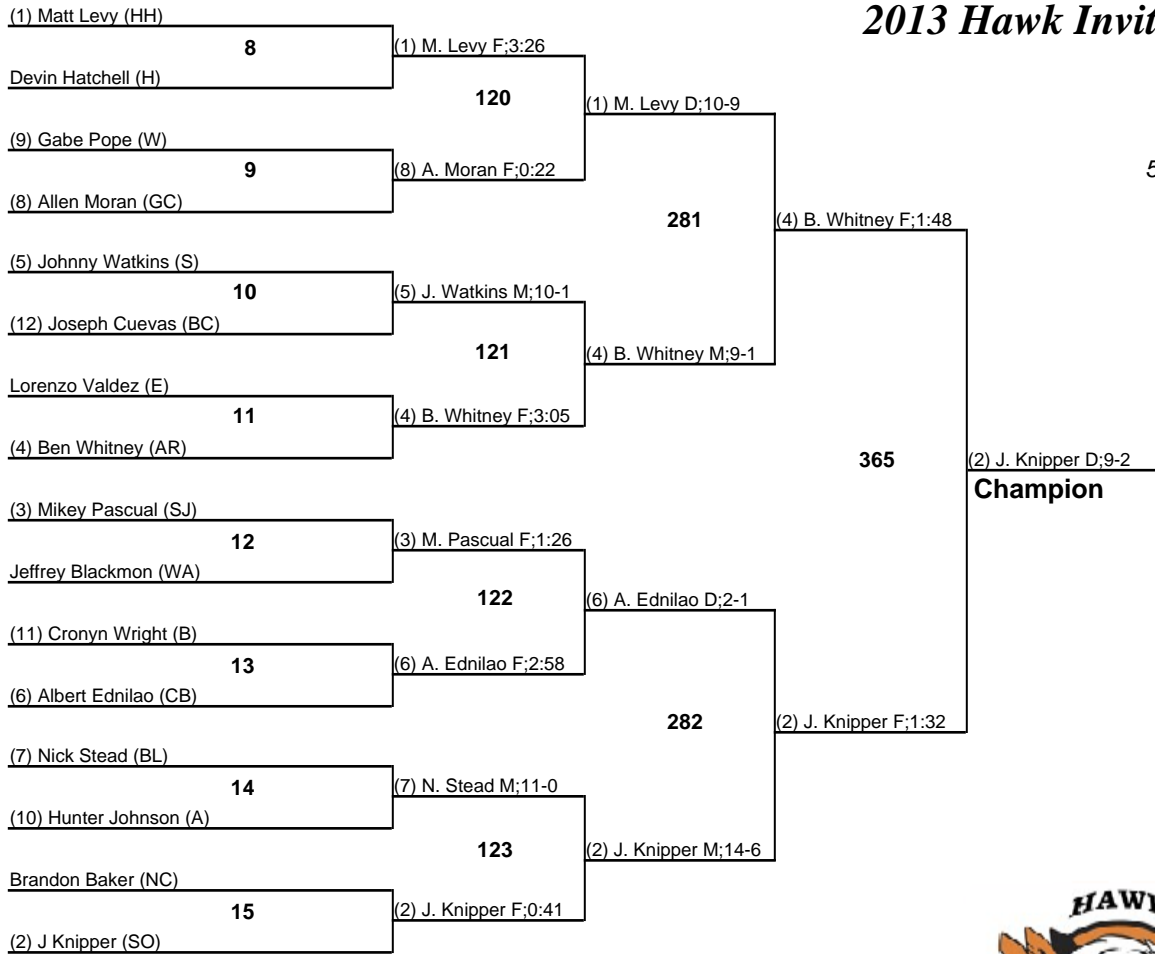 2013 Hawk Invit
5
(1) Matt Levy (HH)
8
Devin Hatchell (H)
(1) M. Levy F;3:26
120
(9) Gabe Pope (W)
9
(8) Allen Moran (GC)
(8) A. Moran F;0:22
(1) M. Levy D;10-9
281
(5) Johnny Watkins (S)
10
(12) Joseph Cuevas (BC)
(5) J. Watkins M;10-1
121
Lorenzo Valdez (E)
11
(4) Ben Whitney (AR)
(4) B. Whitney F;3:05
(4) B. Whitney M;9-1
(4) B. Whitney F;1:48
365
(2) J. Knipper D;9-2
Champion
(3) Mikey Pascual (SJ)
12
Jeffrey Blackmon (WA)
(3) M. Pascual F;1:26
122
(11) Cronyn Wright (B)
13
(6) Albert Ednilao (CB)
(6) A. Ednilao F;2:58
(6) A. Ednilao D;2-1
282
(2) J. Knipper F;1:32
(7) Nick Stead (BL)
14
(10) Hunter Johnson (A)
(7) N. Stead M;11-0
123
Brandon Baker (NC)
15
(2) J Knipper (SO)
(2) J. Knipper F;0:41
(2) J. Knipper M;14-6